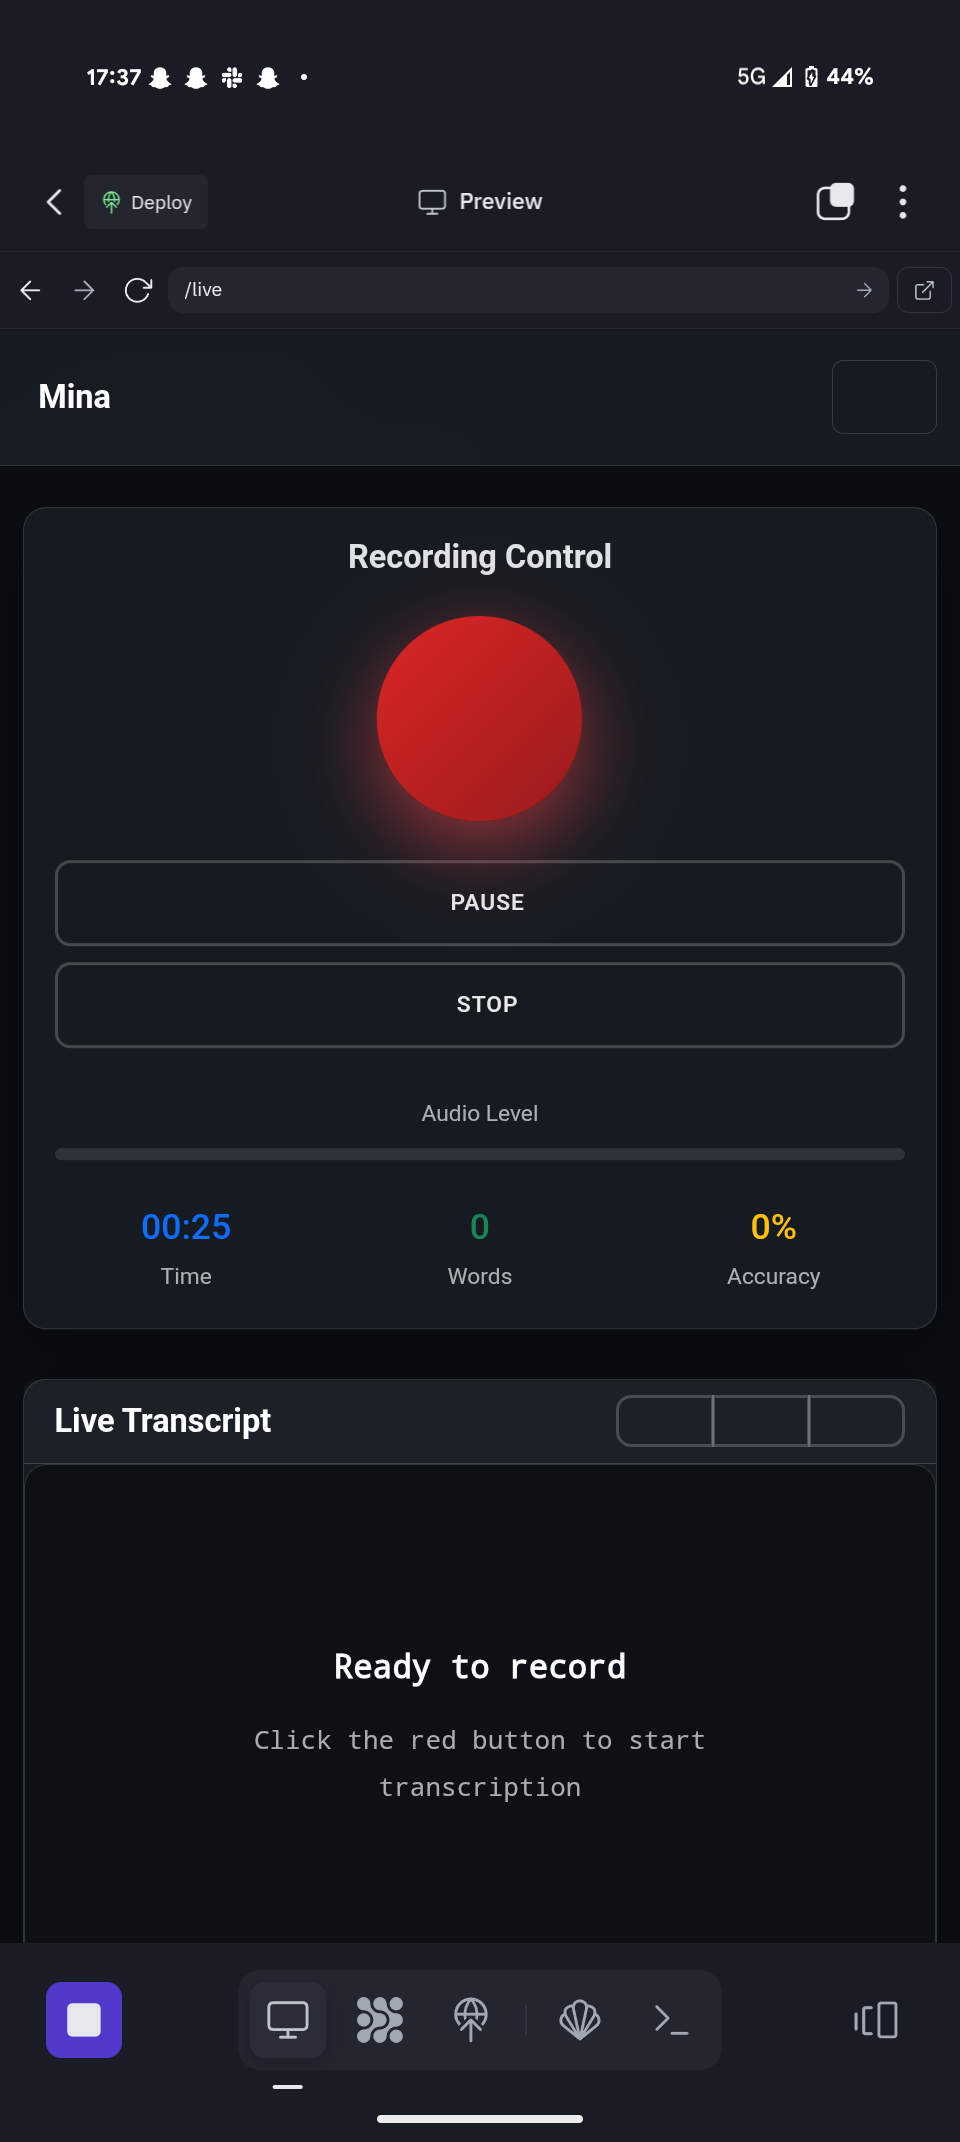 17:37
5G 44%
Deploy
Preview
/live
Mina
Recording Control
PAUSE
STOP
Audio Level
00:25 0 0%
Time Words Accuracy
Live Transcript
Ready to record
Click the red button to start
transcription